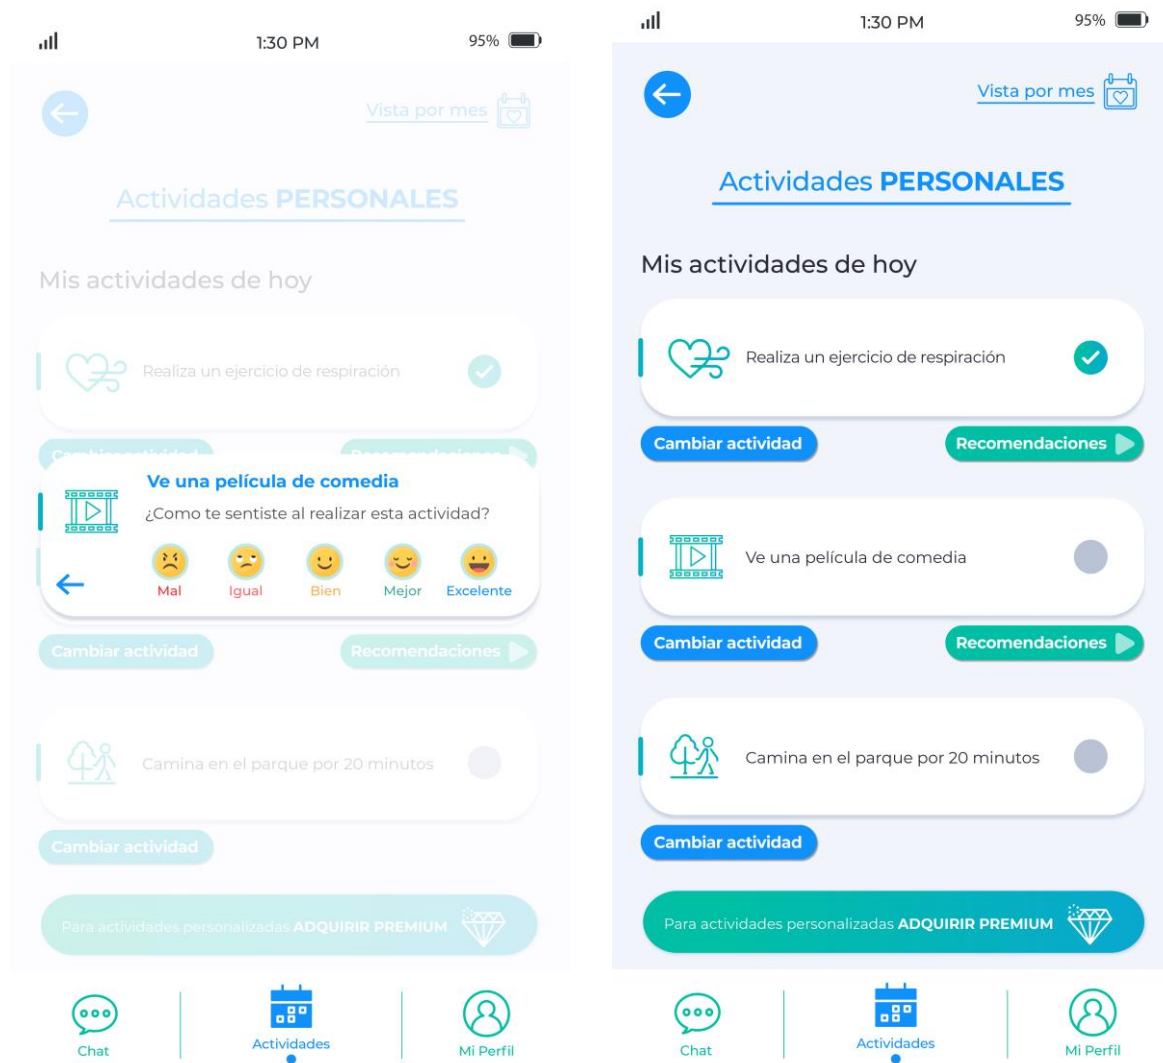 1:30 PM
95%
Vista por mes
Actividades PERSONALES
Mis actividades de hoy
Realiza un ejercicio de respiración
Cambiar actividad
Recomendaciones
Ve una película de comedia
¿Como te sentiste al realizar esta actividad?
Mal
Igual
Bien
Mejor
Excelente
Cambiar actividad
Recomendaciones
Camina en el parque por 20 minutos
Cambiar actividad
Para actividades personalizadas ADQUIRIR PREMIUM
Chat
Actividades
Mi Perfil
1:30 PM
95%
Vista por mes
Actividades PERSONALES
Mis actividades de hoy
Realiza un ejercicio de respiración
Cambiar actividad
Recomendaciones
Ve una película de comedia
Cambiar actividad
Recomendaciones
Camina en el parque por 20 minutos
Cambiar actividad
Para actividades personalizadas ADQUIRIR PREMIUM
Chat
Actividades
Mi Perfil